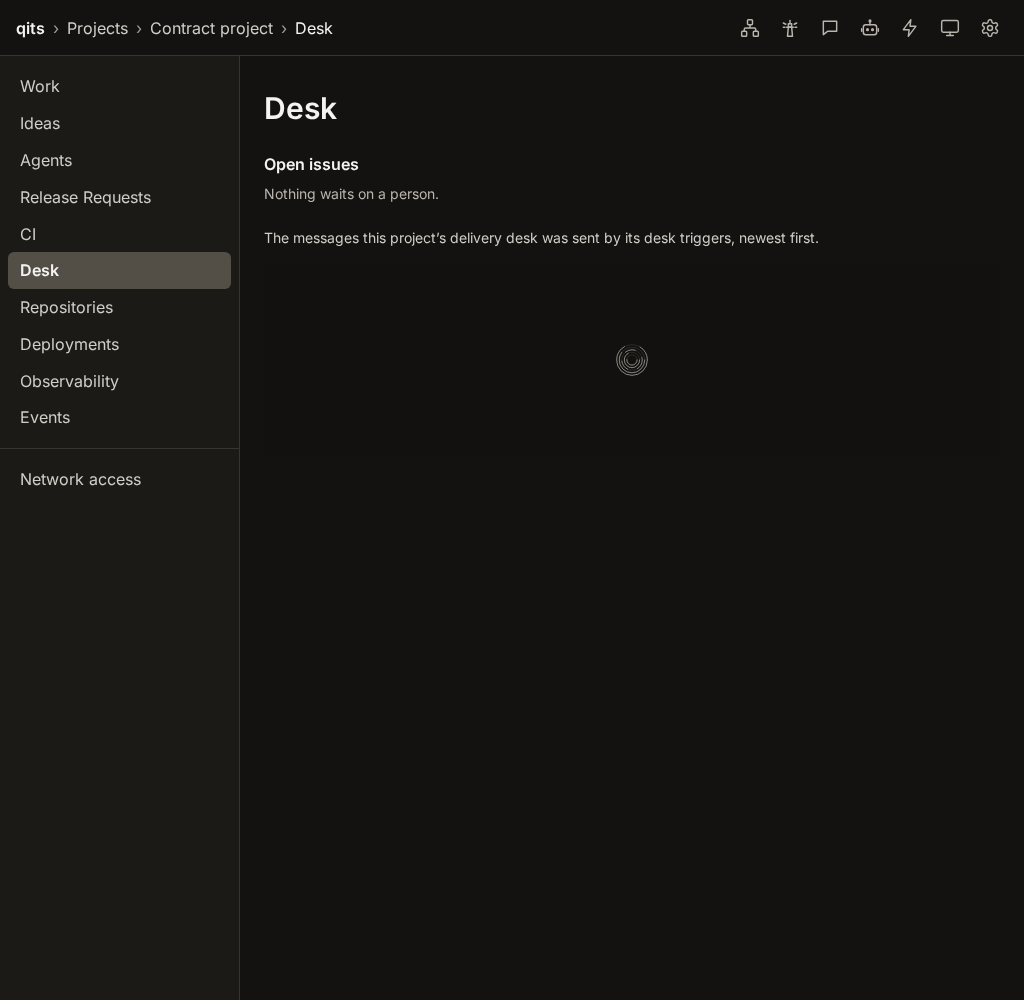 qits › Projects › Contract project › Desk
Work
Ideas
Agents
Release Requests
CI
Desk
Repositories
Deployments
Observability
Events
Network access
Desk
Open issues
Nothing waits on a person.
The messages this project’s delivery desk was sent by its desk triggers, newest first.